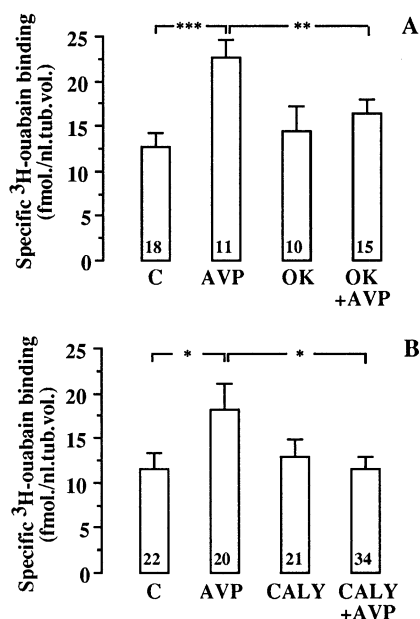 A
Specific ³H-ouabain binding
(fmol./nl.tub.vol.)
25
20
15
10
5
0
***
**
18
11
10
15
C
AVP
OK
OK
+AVP
B
Specific ³H-ouabain binding
(fmol./nl.tub.vol.)
25
20
15
10
5
0
*
*
22
20
21
34
C
AVP
CALY
CALY
+AVP